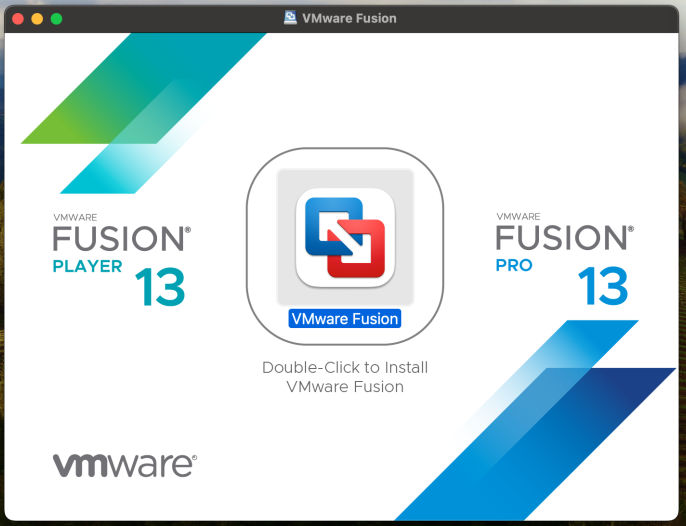 VMware Fusion
VMWARE
FUSION®
PLAYER
13
VMware Fusion
VMWARE
FUSION®
PRO
13
Double-Click to Install
VMware Fusion
vmware®